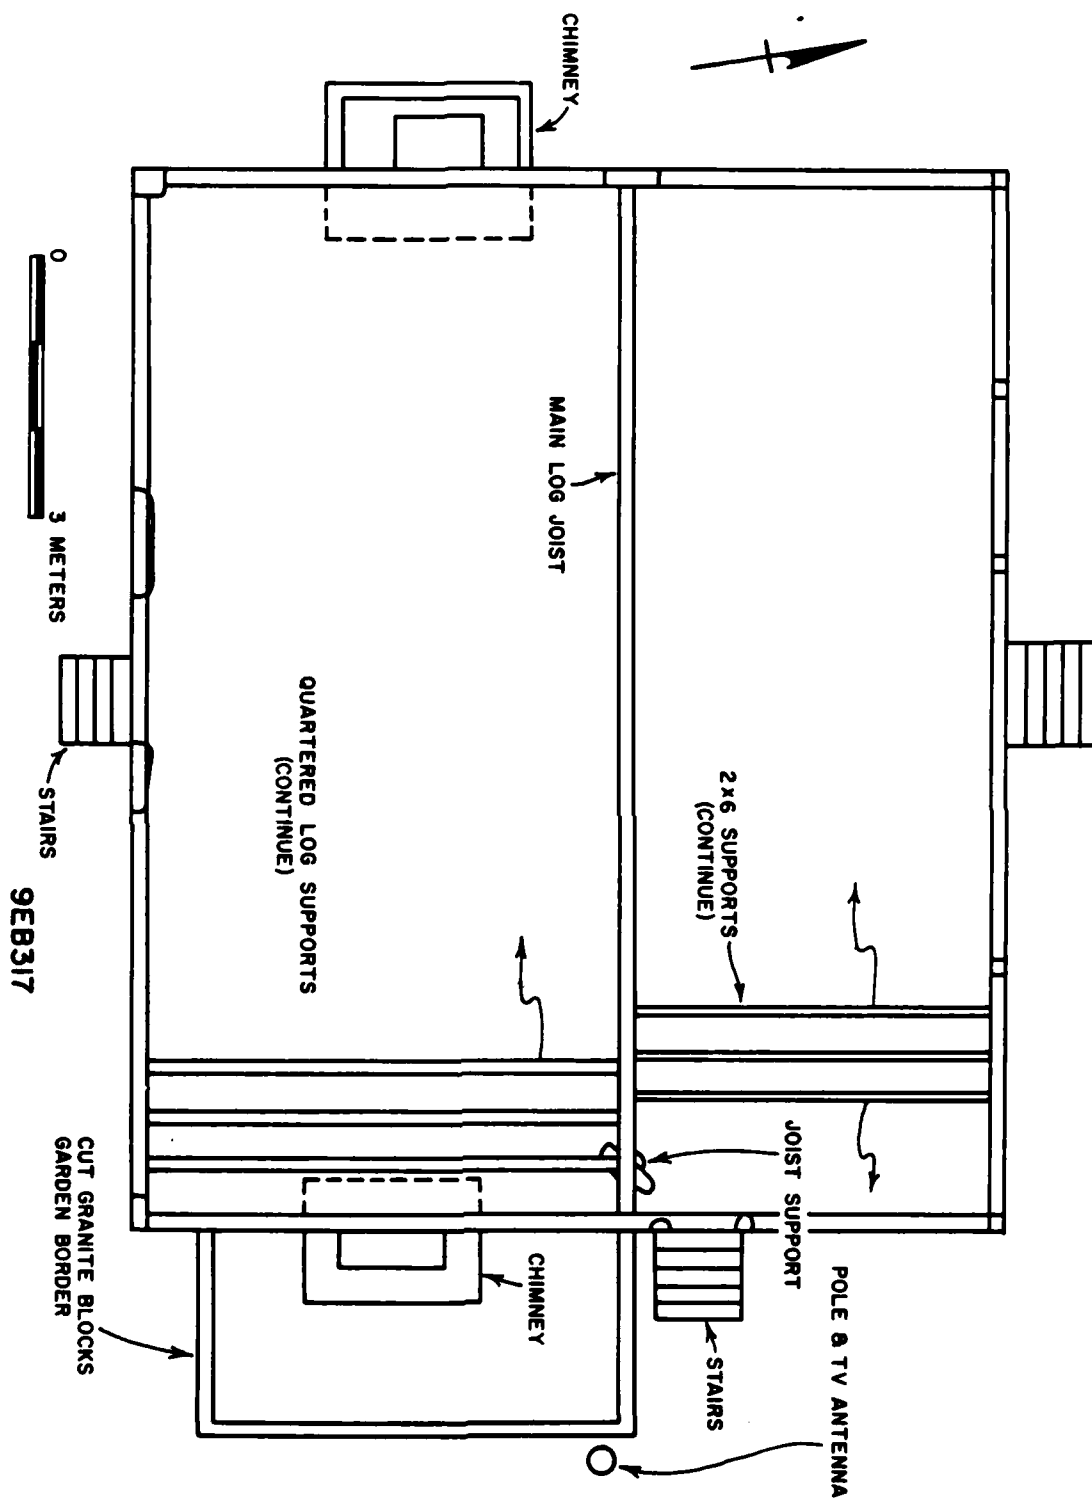 CHIMNEY
0
3 METERS
MAIN LOG JOIST
QUARTERED LOG SUPPORTS
(CONTINUE)
2x6 SUPPORTS
(CONTINUE)
STAIRS
9EB317
JOIST SUPPORT
CUT GRANITE BLOCKS
GARDEN BORDER
CHIMNEY
STAIRS
POLE & TV ANTENNA